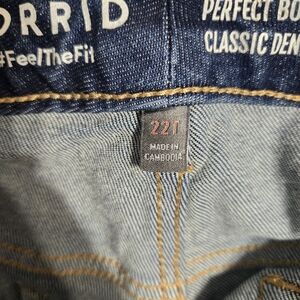 ORRID
#FeelTheFit
PERFECT BO
CLASSIC DEN
22T
MADE IN
CAMBODIA